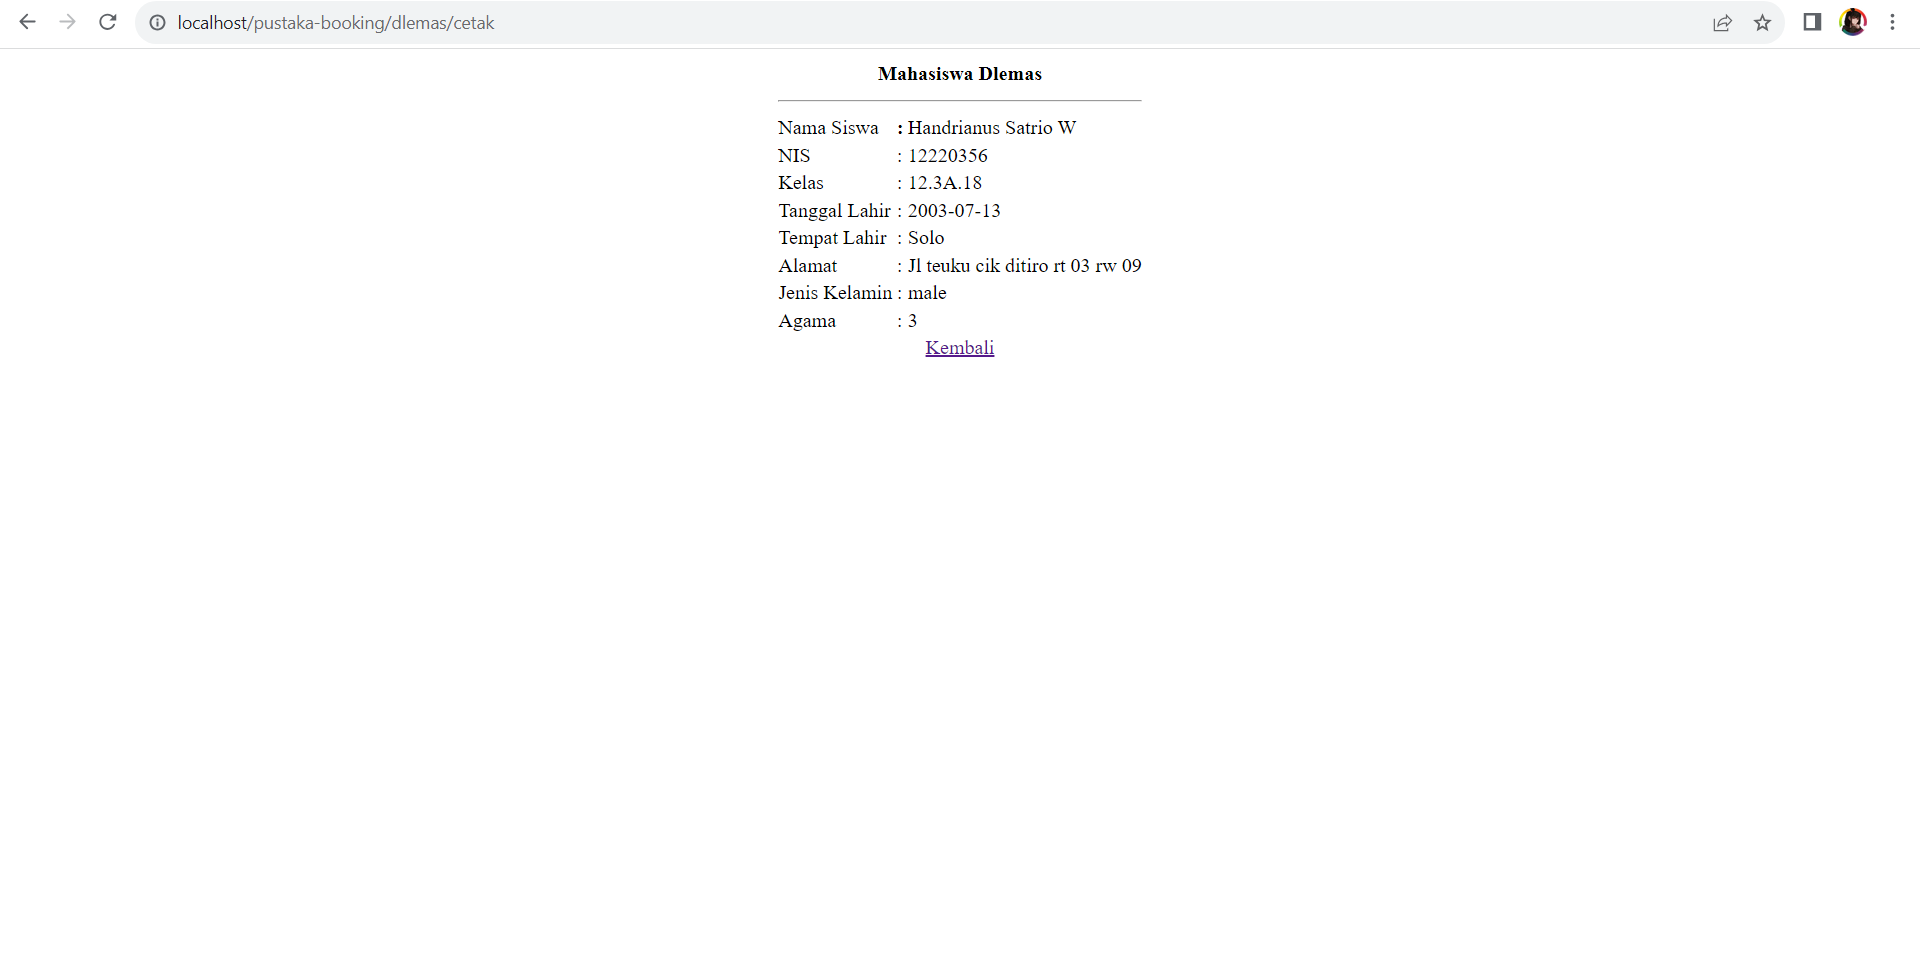 localhost/pustaka-booking/dlemas/cetak
Mahasiswa Dlemas
Nama Siswa : Handrianus Satrio W
NIS : 12220356
Kelas : 12.3A.18
Tanggal Lahir : 2003-07-13
Tempat Lahir : Solo
Alamat : Jl teuku cik ditiro rt 03 rw 09
Jenis Kelamin : male
Agama : 3
Kembali